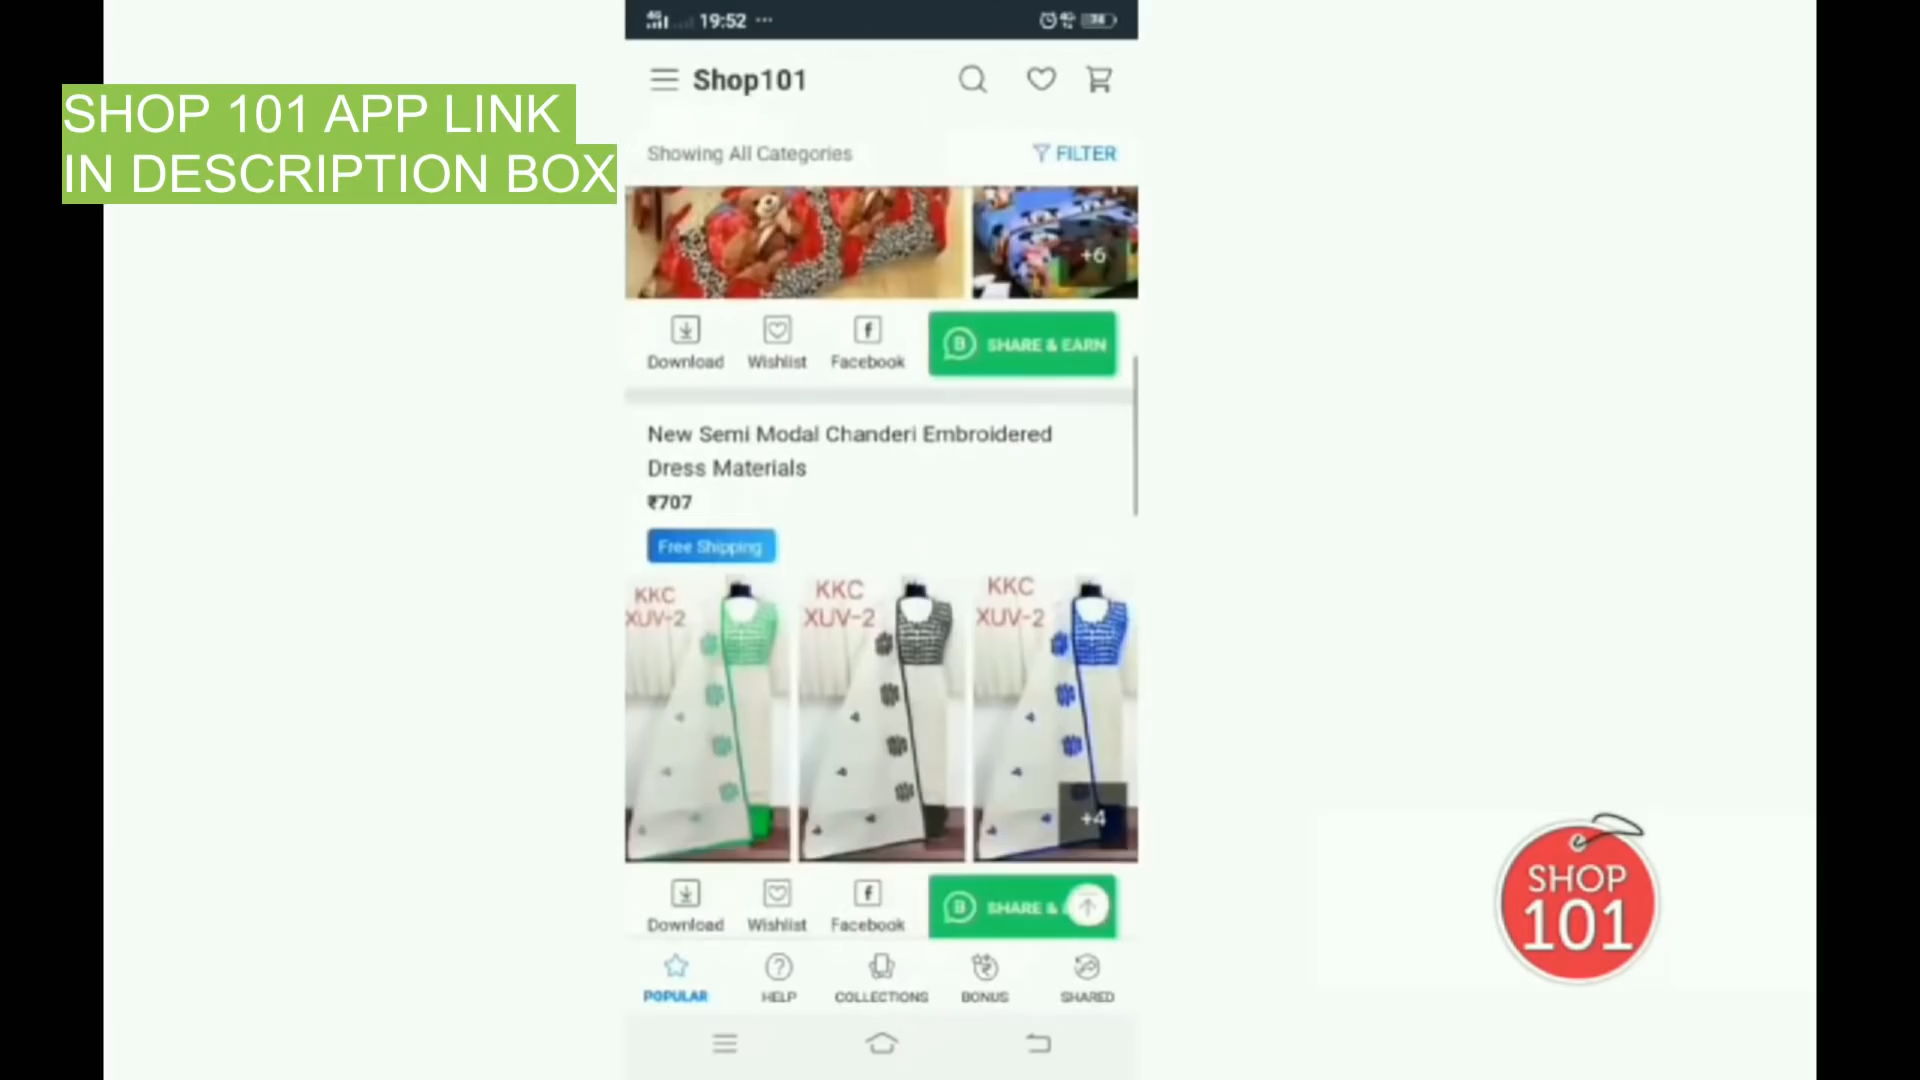 SHOP 101 APP LINK
IN DESCRIPTION BOX
4G 19:52 ···
Shop101
Showing All Categories
FILTER
+6
Download
Wishlist
Facebook
SHARE & EARN
New Semi Modal Chanderi Embroidered
Dress Materials
₹707
Free Shipping
KKC
XUV-2
KKC
XUV-2
KKC
XUV-2
+4
Download
Wishlist
Facebook
SHARE &
POPULAR
HELP
COLLECTIONS
BONUS
SHARED
SHOP
101